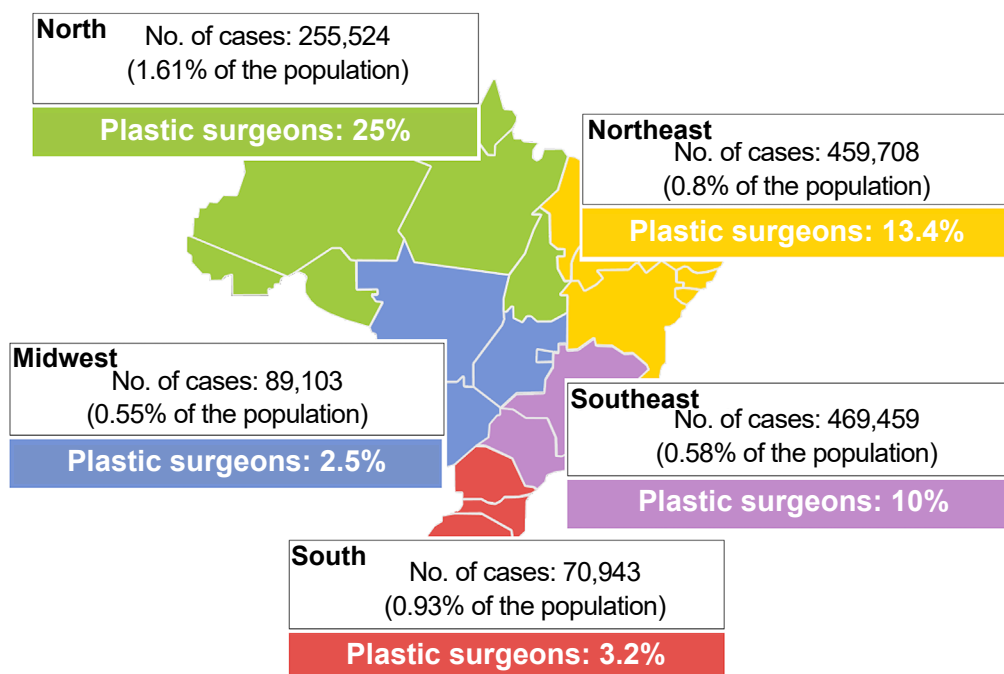 North
No. of cases: 255,524
(1.61% of the population)
Plastic surgeons: 25%
Northeast
No. of cases: 459,708
(0.8% of the population)
Plastic surgeons: 13.4%
Midwest
No. of cases: 89,103
(0.55% of the population)
Plastic surgeons: 2.5%
Southeast
No. of cases: 469,459
(0.58% of the population)
Plastic surgeons: 10%
South
No. of cases: 70,943
(0.93% of the population)
Plastic surgeons: 3.2%